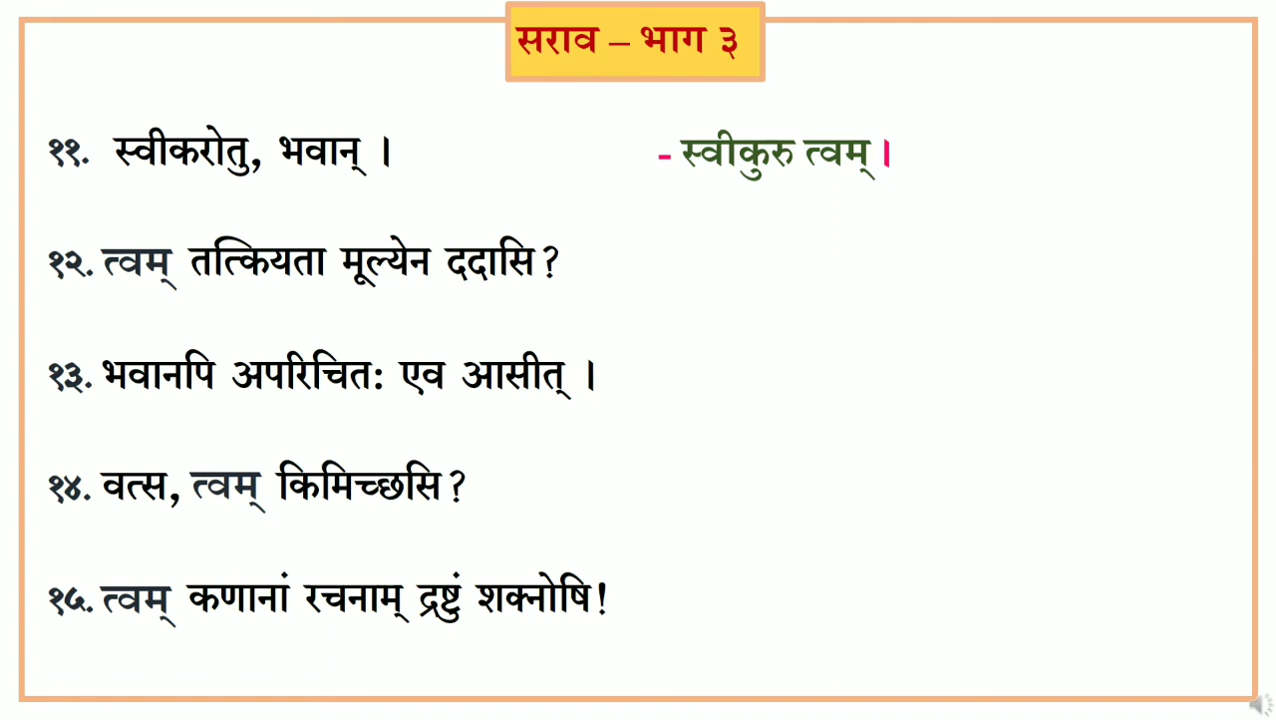 सराव – भाग ३
११. स्वीकरोतु, भवान् । - स्वीकुरु त्वम् ।
१२. त्वम् तत्कियता मूल्येन ददासि ?
१३. भवानपि अपरिचितः एव आसीत् ।
१४. वत्स, त्वम् किमिच्छसि ?
१५. त्वम् कणानां रचनाम् द्रष्टुं शक्नोषि !